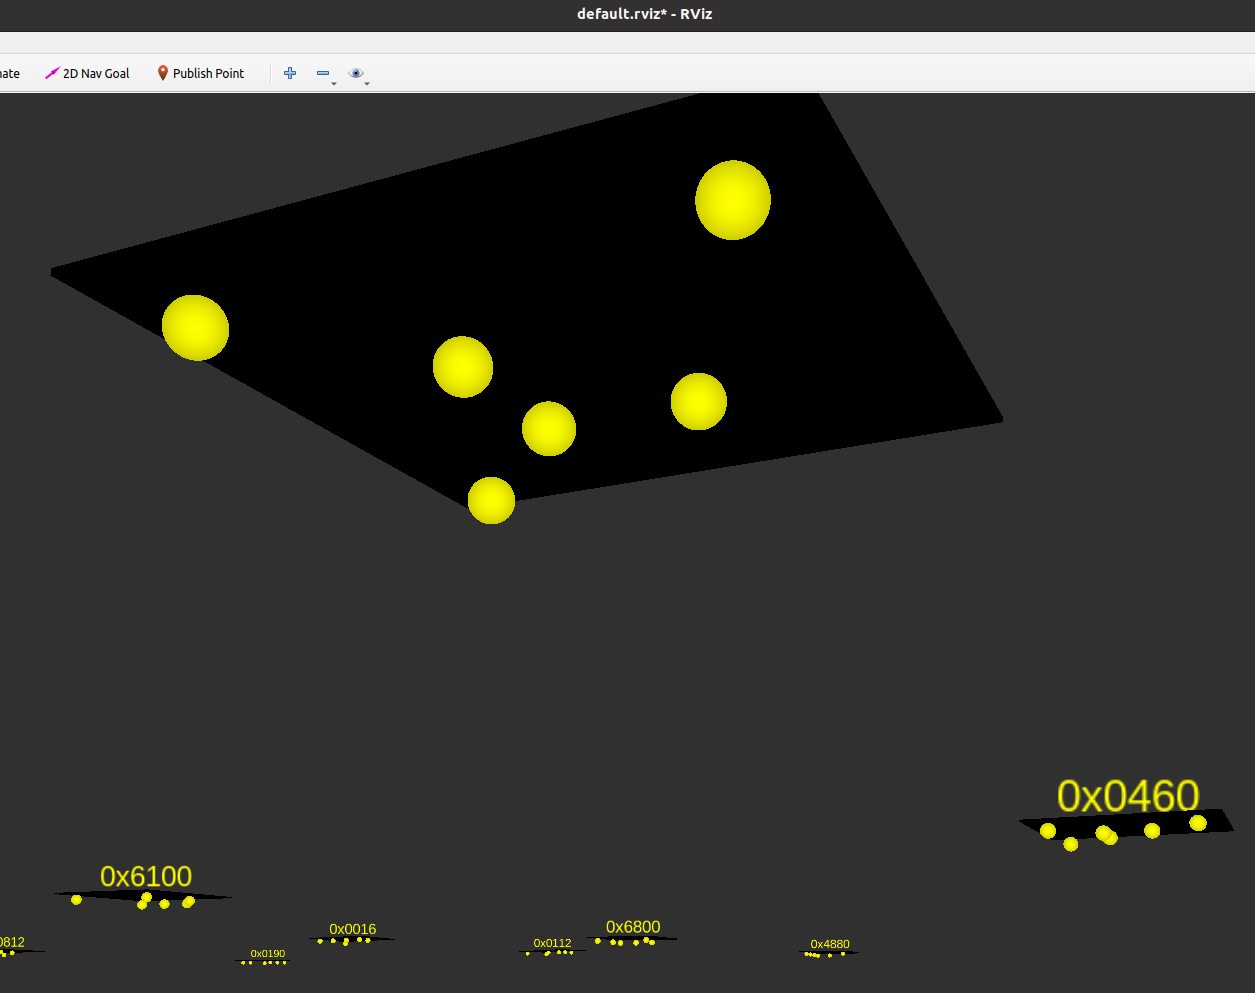 default.rviz* - RViz
nate 2D Nav Goal Publish Point
0x0460
0x6100
0x0016
0x6800
0812
0x0190
0x0112
0x4880